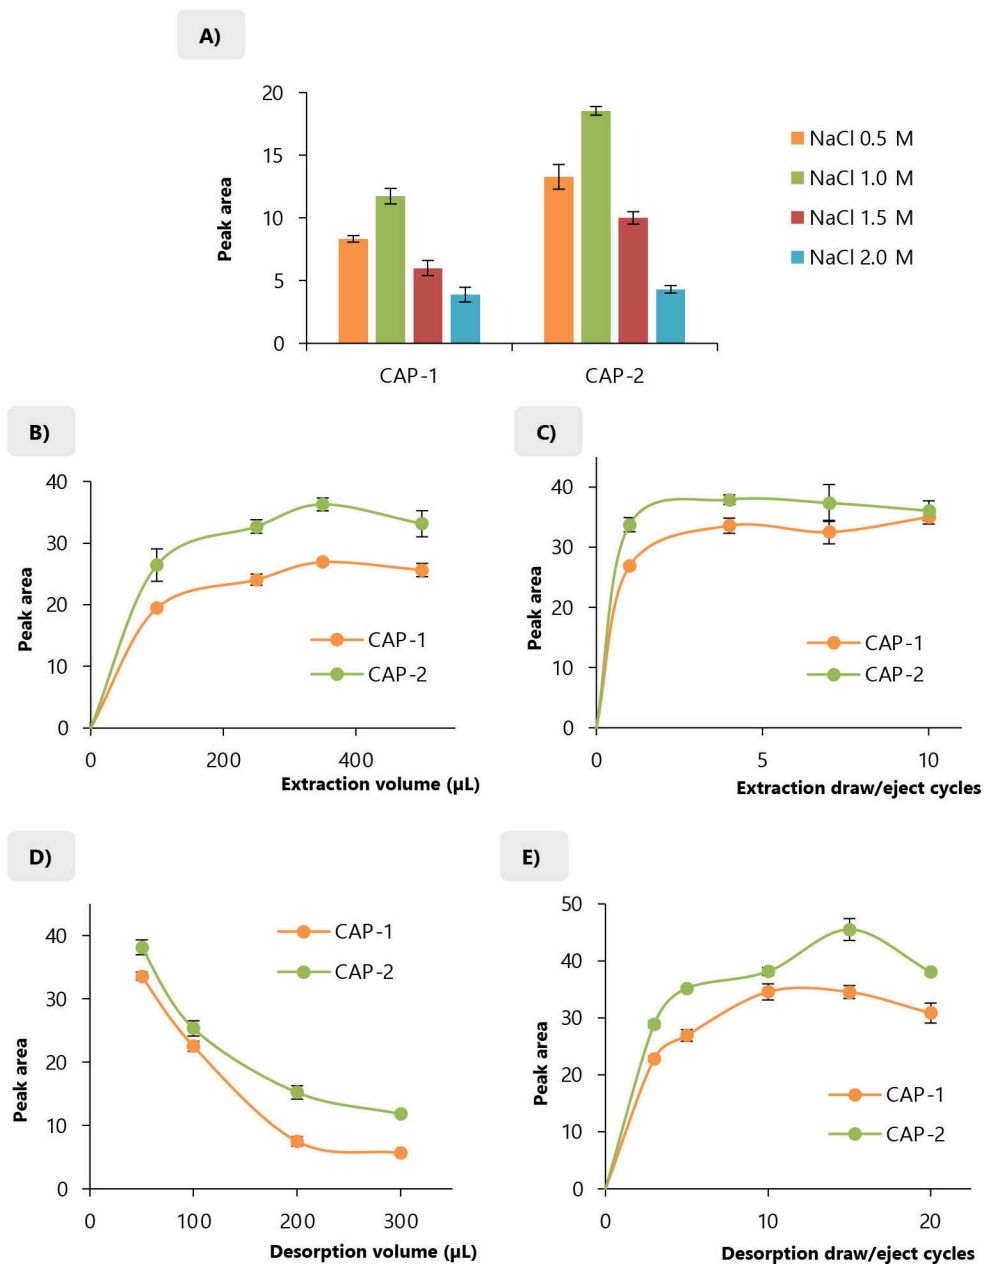 A)
20
15
10
5
0
Peak area
CAP-1
CAP-2
NaCl 0.5 M
NaCl 1.0 M
NaCl 1.5 M
NaCl 2.0 M
B)
40
30
20
10
0
Peak area
CAP-1
CAP-2
0
200
400
Extraction volume (µL)
C)
40
30
20
10
0
Peak area
CAP-1
CAP-2
0
5
10
Extraction draw/eject cycles
D)
40
30
20
10
0
Peak area
CAP-1
CAP-2
0
100
200
300
Desorption volume (µL)
E)
50
40
30
20
10
0
Peak area
CAP-1
CAP-2
0
10
20
Desorption draw/eject cycles